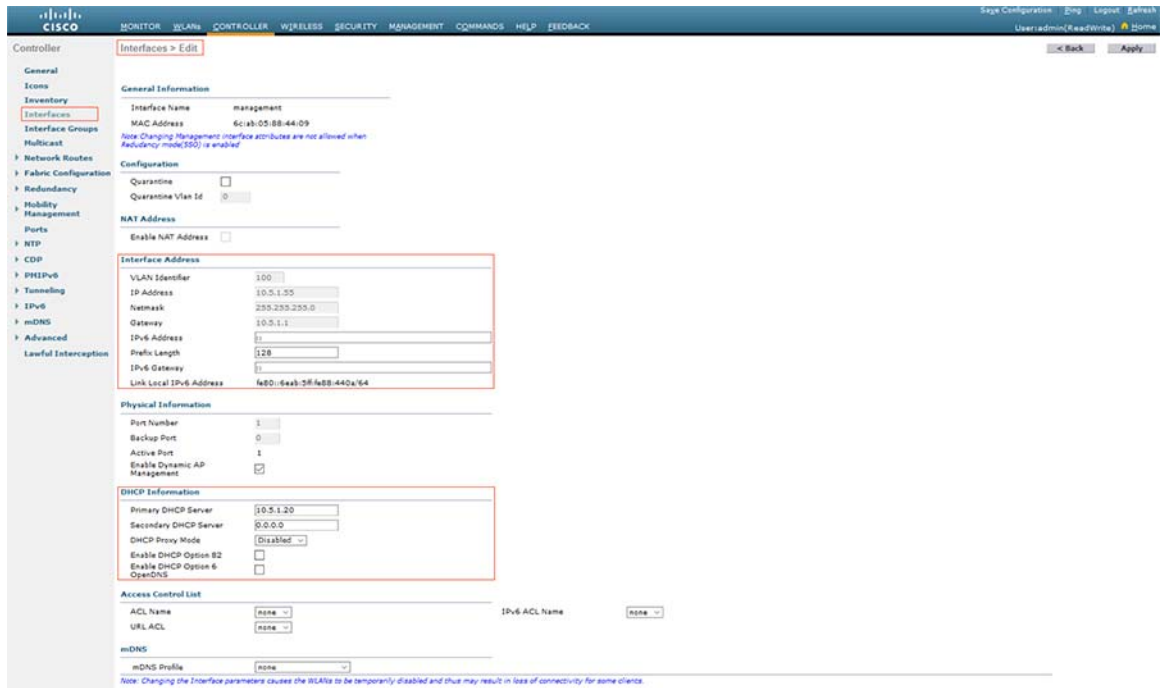 Save Configuration Ping Logout Refresh
CISCO MONITOR WLANs CONTROLLER WIRELESS SECURITY MANAGEMENT COMMANDS HELP FEEDBACK User:admin(ReadWrite) Home
Controller
General
Icons
Inventory
Interfaces
Interface Groups
Multicast
Network Routes
Fabric Configuration
Redundancy
Mobility Management
Ports
NTP
CDP
PMIPv6
Tunneling
IPv6
mDNS
Advanced
Lawful Interception
Interfaces > Edit
< Back Apply
General Information
Interface Name management
MAC Address 6c:ab:05:88:44:09
Note: Changing Management interface attributes are not allowed when
Redudancy mode(SSO) is enabled
Configuration
Quarantine
Quarantine Vlan Id 0
NAT Address
Enable NAT Address
Interface Address
VLAN Identifier 100
IP Address 10.5.1.55
Netmask 255.255.255.0
Gateway 10.5.1.1
IPv6 Address ::
Prefix Length 128
IPv6 Gateway ::
Link Local IPv6 Address fe80::6eab:5ff:fe88:440a/64
Physical Information
Port Number 1
Backup Port 0
Active Port 1
Enable Dynamic AP
Management
DHCP Information
Primary DHCP Server 10.5.1.20
Secondary DHCP Server 0.0.0.0
DHCP Proxy Mode Disabled
Enable DHCP Option 82
Enable DHCP Option 6
OpenDNS
Access Control List
ACL Name none IPv6 ACL Name none
URL ACL none
mDNS
mDNS Profile none
Note: Changing the Interface parameters causes the WLANs to be temporarily disabled and thus may result in loss of connectivity for some clients.